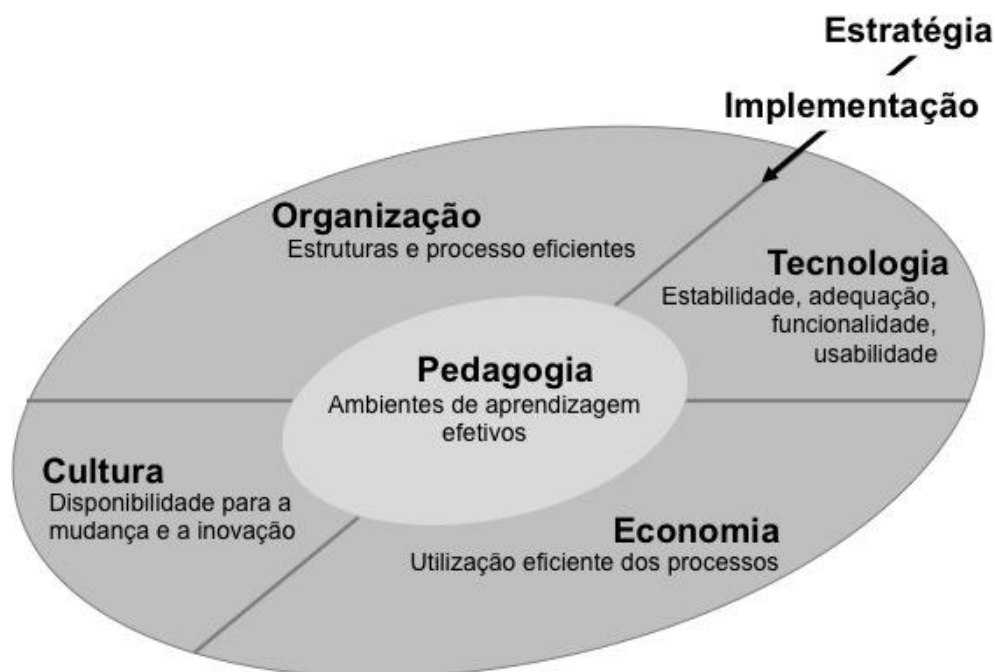 Estratégia
Implementação
Organização
Estruturas e processo eficientes
Tecnologia
Estabilidade, adequação,
funcionalidade,
usabilidade
Pedagogia
Ambientes de aprendizagem
efetivos
Cultura
Disponibilidade para a
mudança e a inovação
Economia
Utilização eficiente dos processos